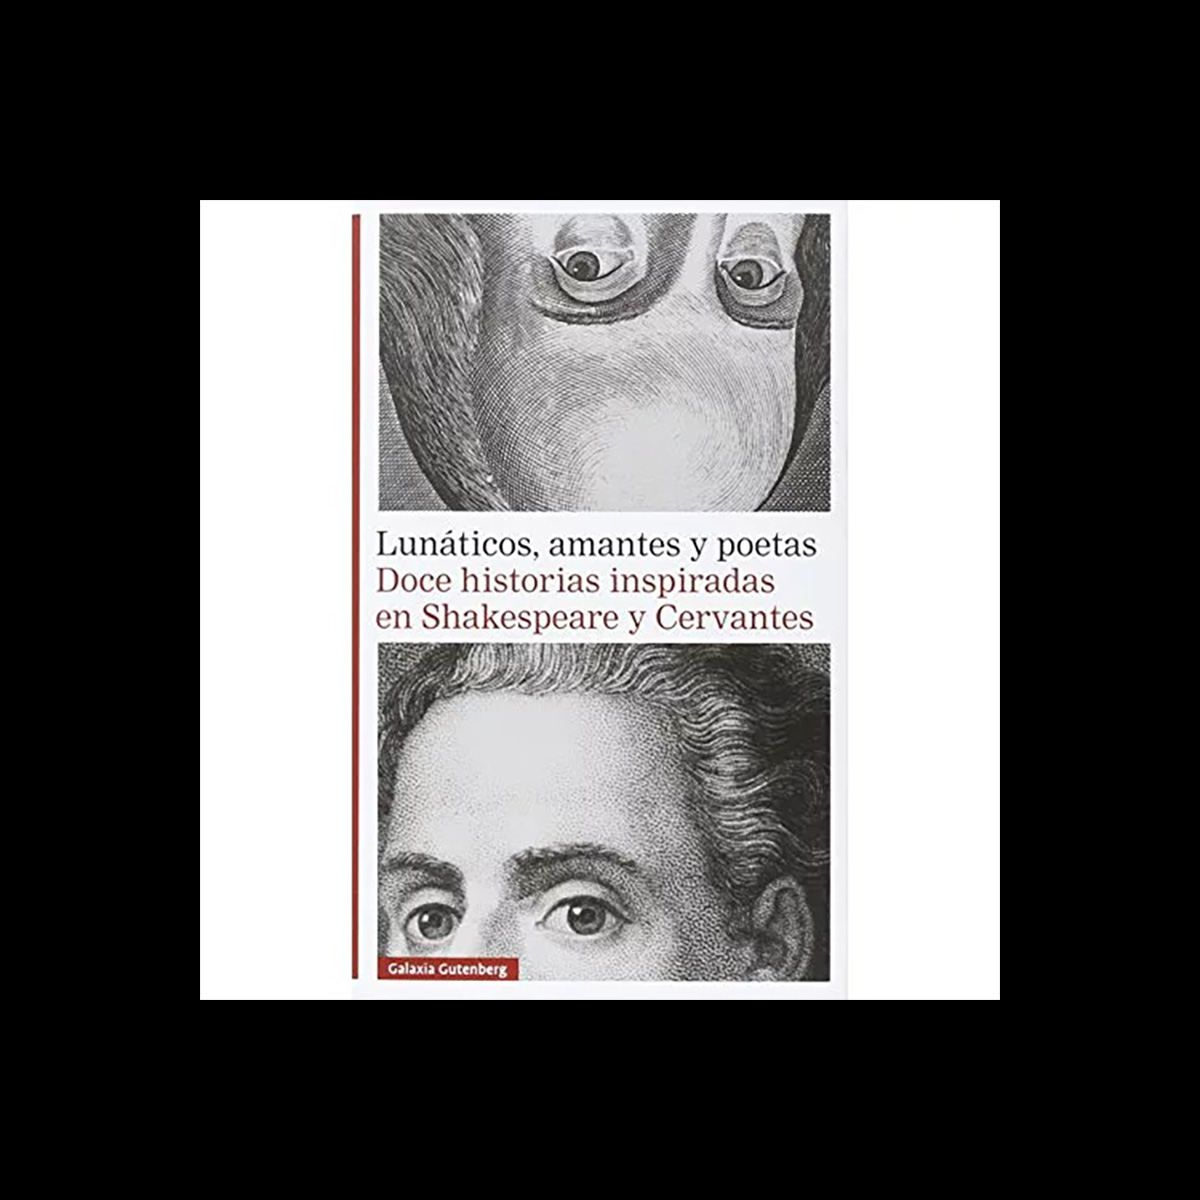 Lunáticos, amantes y poetas
Doce historias inspiradas
en Shakespeare y Cervantes
Galaxia Gutenberg